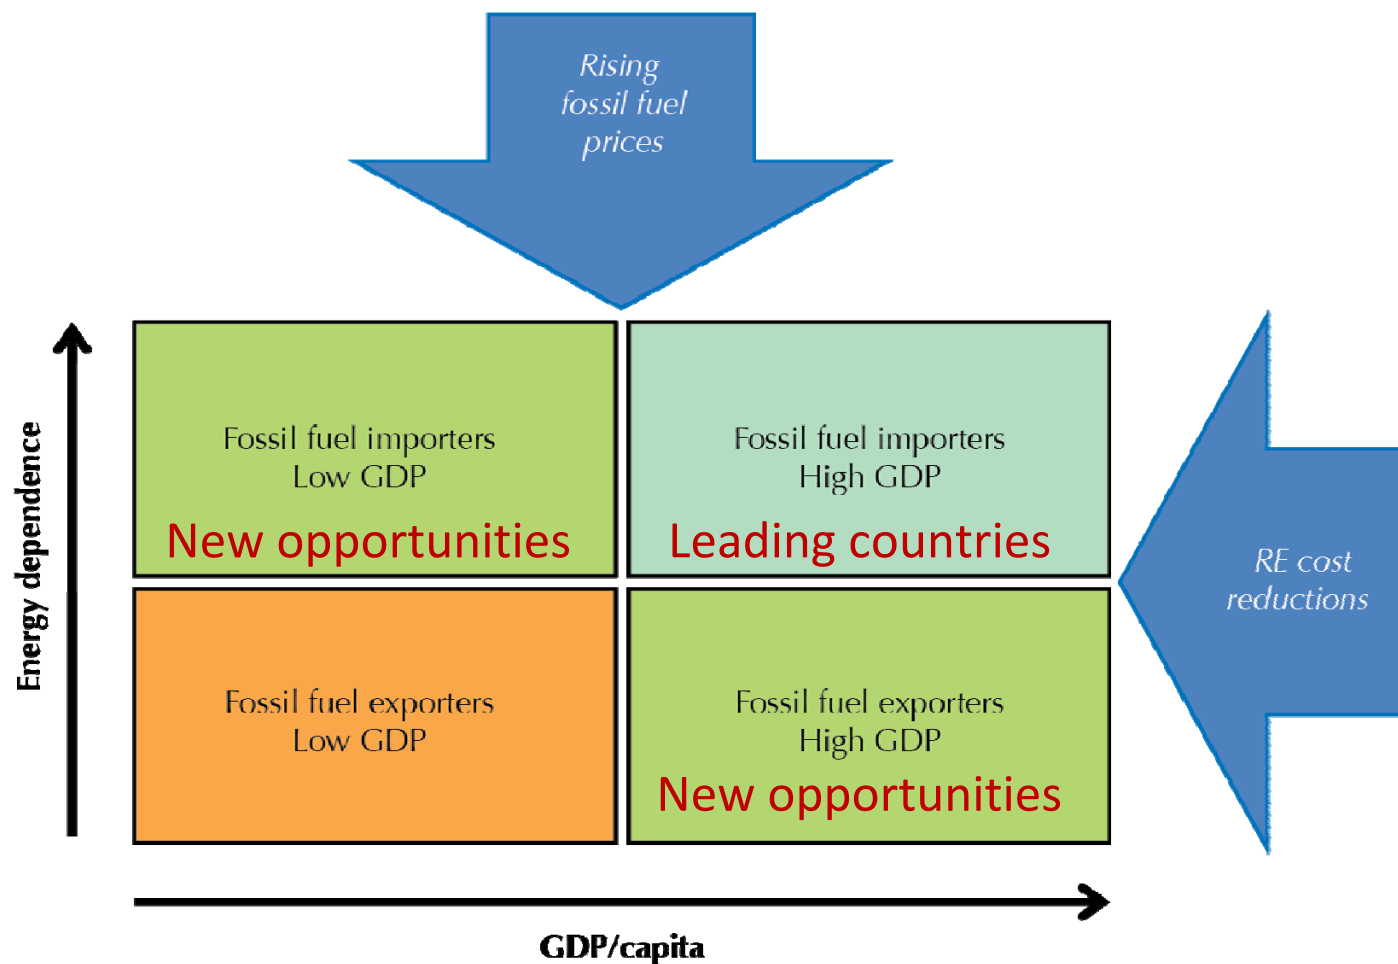 Rising
fossil fuel
prices
Energy dependence
Fossil fuel importers
Low GDP
New opportunities
Fossil fuel importers
High GDP
Leading countries
RE cost
reductions
Fossil fuel exporters
Low GDP
Fossil fuel exporters
High GDP
New opportunities
GDP/capita